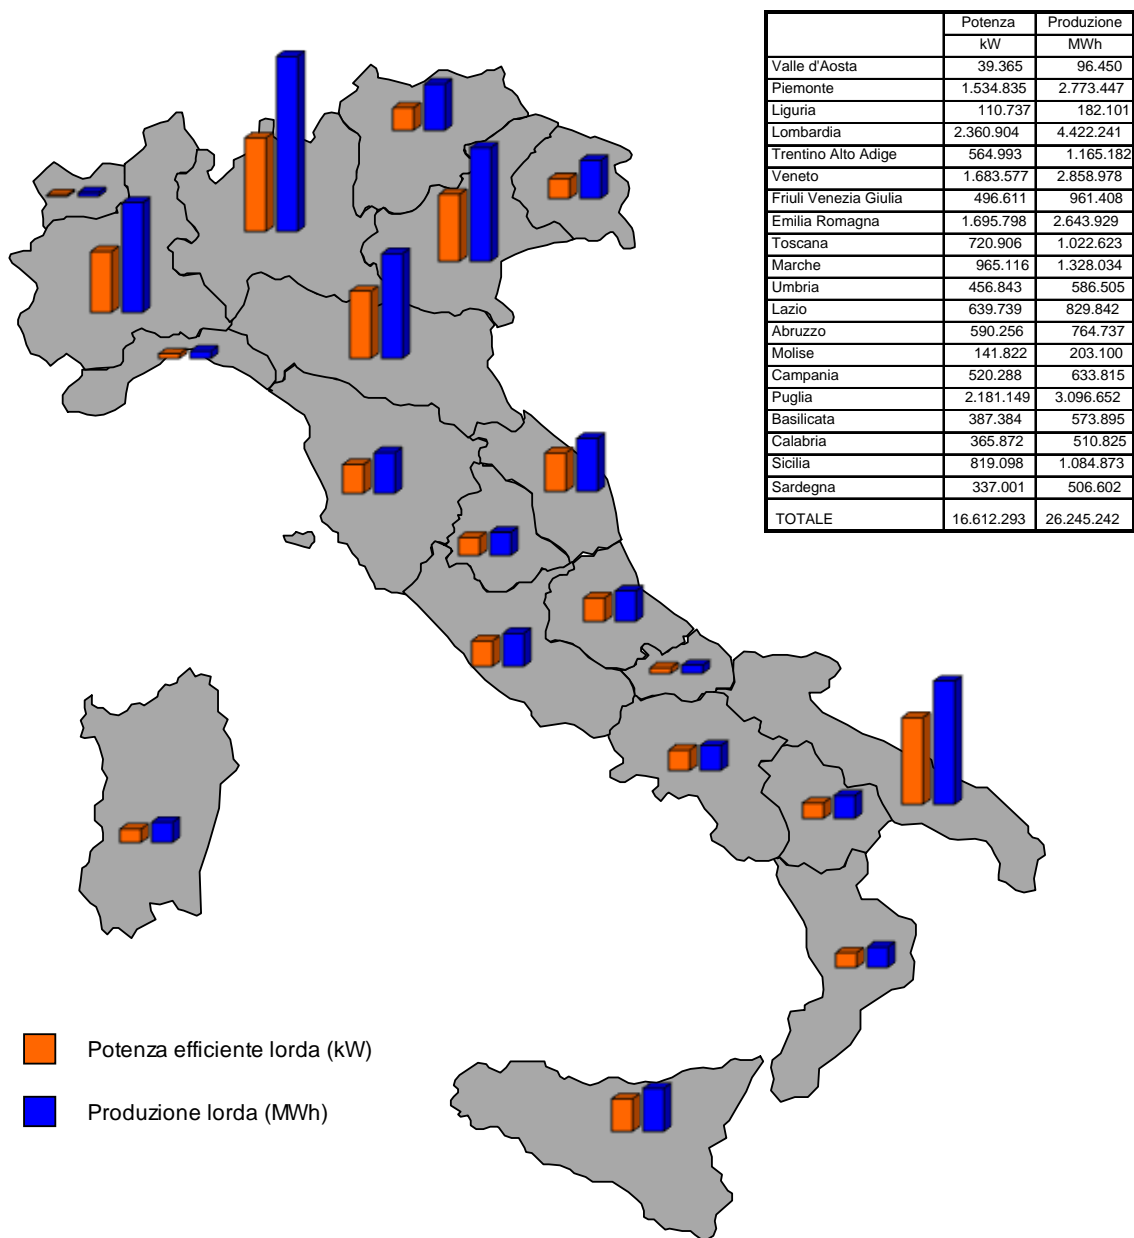 Potenza Produzione
kW MWh
Valle d'Aosta 39.365 96.450
Piemonte 1.534.835 2.773.447
Liguria 110.737 182.101
Lombardia 2.360.904 4.422.241
Trentino Alto Adige 564.993 1.165.182
Veneto 1.683.577 2.858.978
Friuli Venezia Giulia 496.611 961.408
Emilia Romagna 1.695.798 2.643.929
Toscana 720.906 1.022.623
Marche 965.116 1.328.034
Umbria 456.843 586.505
Lazio 639.739 829.842
Abruzzo 590.256 764.737
Molise 141.822 203.100
Campania 520.288 633.815
Puglia 2.181.149 3.096.652
Basilicata 387.384 573.895
Calabria 365.872 510.825
Sicilia 819.098 1.084.873
Sardegna 337.001 506.602
TOTALE 16.612.293 26.245.242
Potenza efficiente lorda (kW)
Produzione lorda (MWh)